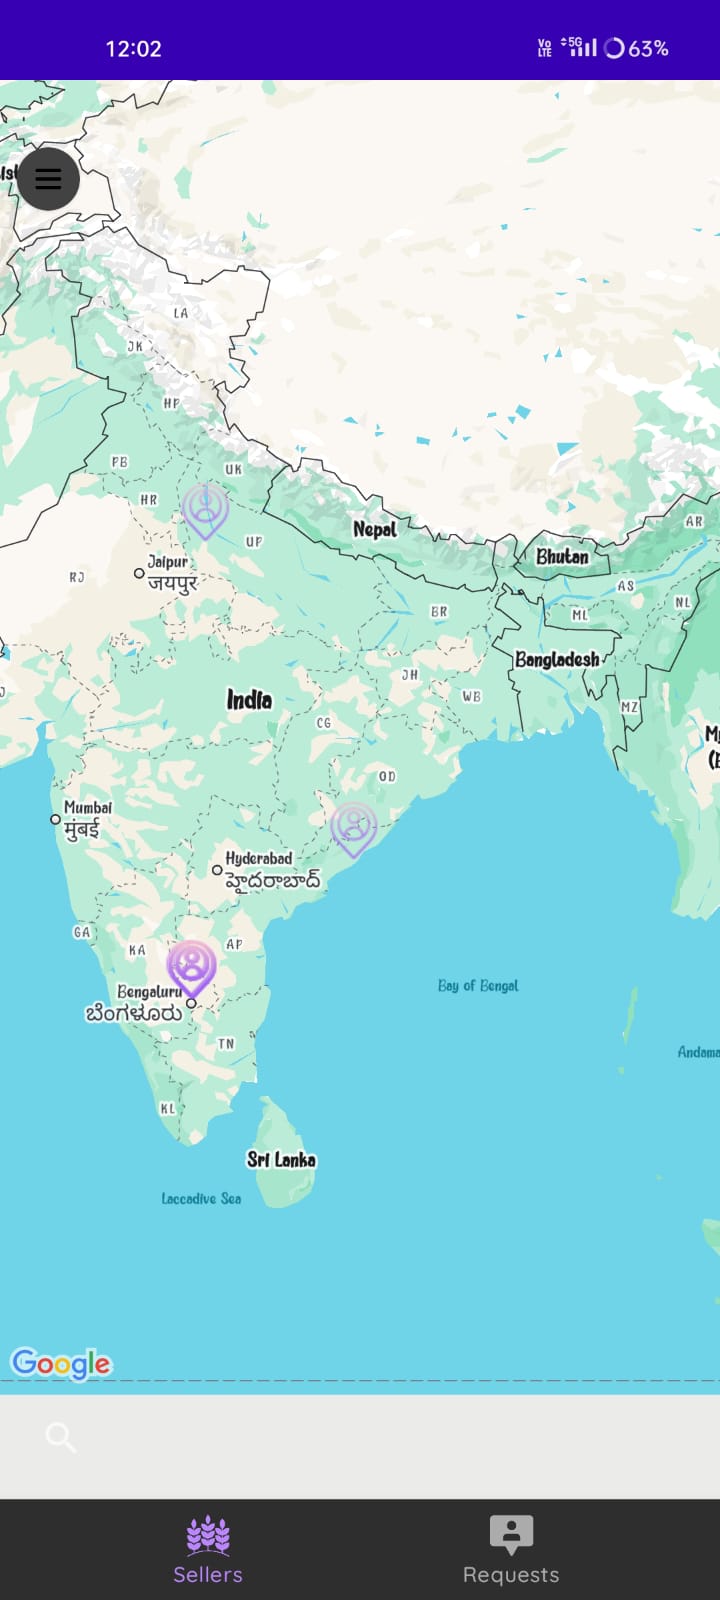 12:02
Vo
LTE
5G
63%
LA
JK
HP
PB
UK
HR
AR
Nepal
UP
Bhutan
Jaipur
जयपुर
RJ
AS
NL
BR
ML
Bangladesh
JH
India
WB
MZ
CG
OD
Mumbai
मुंबई
Hyderabad
హైదరాబాద్
GA
KA
AP
Bengaluru
ಬೆಂಗಳೂರು
Bay of Bengal
TN
KL
Sri Lanka
Laccadive Sea
Google
Sellers
Requests